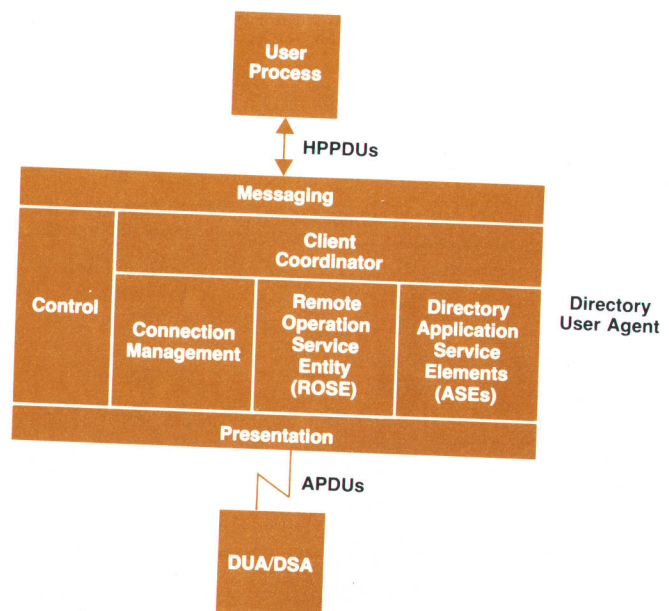 User
Process
HPPDUs
Messaging
Client
Coordinator
Control
Connection
Management
Remote
Operation
Service
Entity
(ROSE)
Directory
Application
Service
Elements
(ASEs)
Directory
User Agent
Presentation
APDUs
DUA/DSA